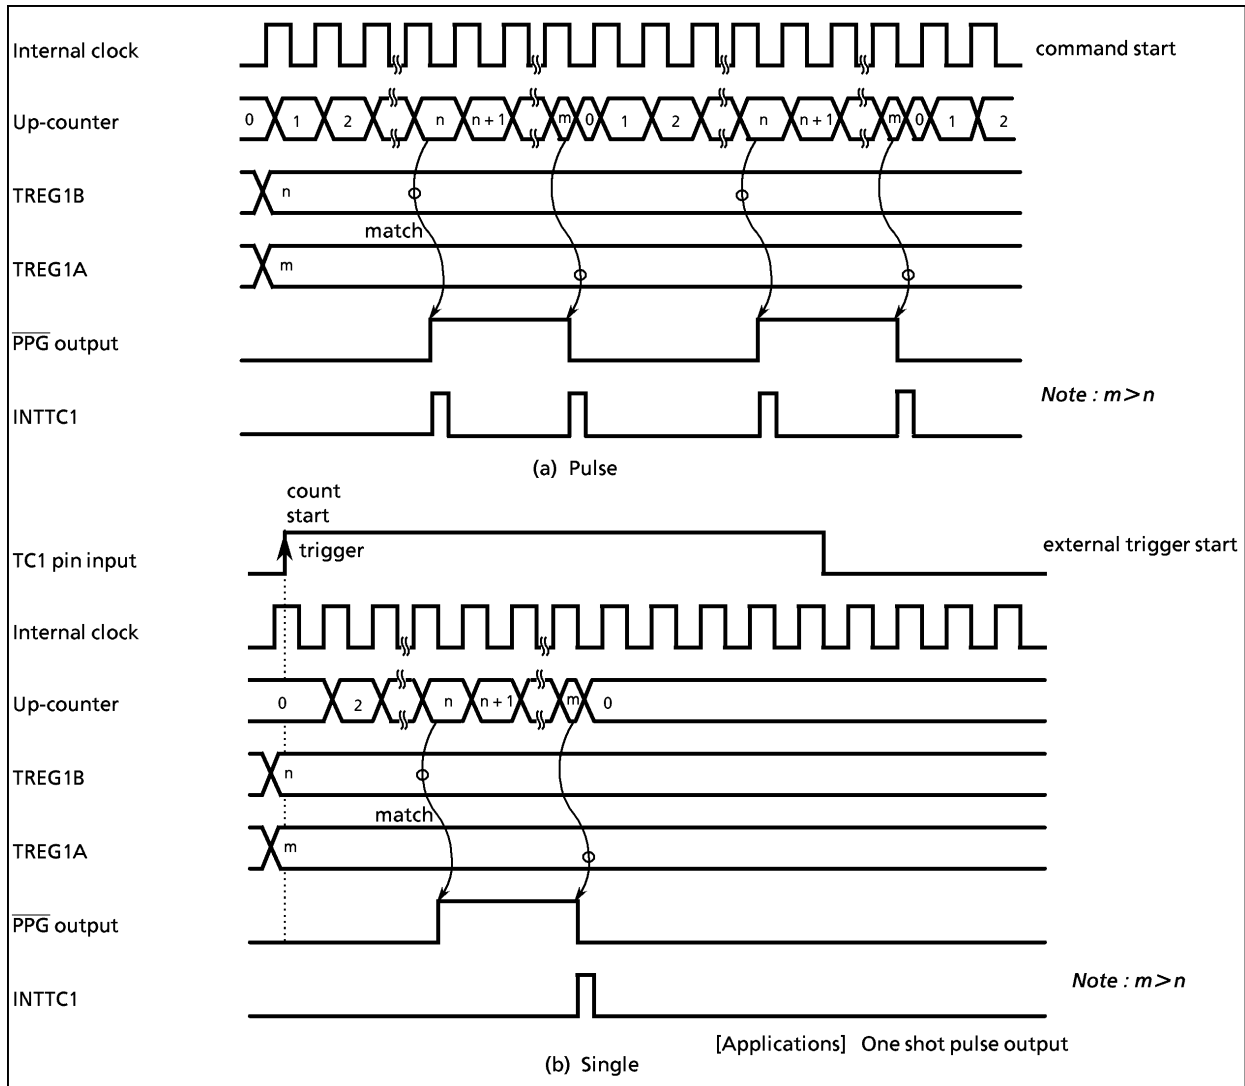 Internal clock
command start
Up-counter
0 1 2 n n + 1 m 0 1 2 n n + 1 m 0 1 2
TREG1B
n
match
TREG1A
m
PPG output
INTTC1
Note : m>n
(a) Pulse
count
start
trigger
TC1 pin input
external trigger start
Internal clock
Up-counter
0 2 n n + 1 m 0
TREG1B
n
match
TREG1A
m
PPG output
INTTC1
Note : m>n
[Applications] One shot pulse output
(b) Single